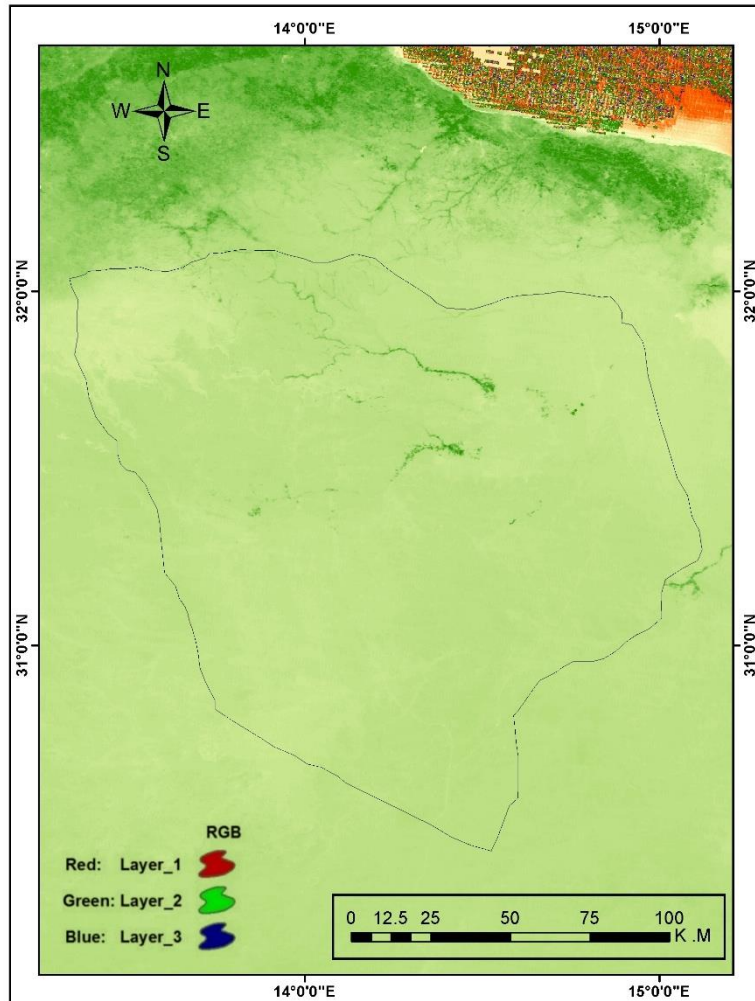 14°0'0"E 15°0'0"E
N
W E
S
32°0'0"N 32°0'0"N
31°0'0"N 31°0'0"N
RGB
Red: Layer_1
Green: Layer_2
Blue: Layer_3
0 12.5 25 50 75 100
K .M
14°0'0"E 15°0'0"E